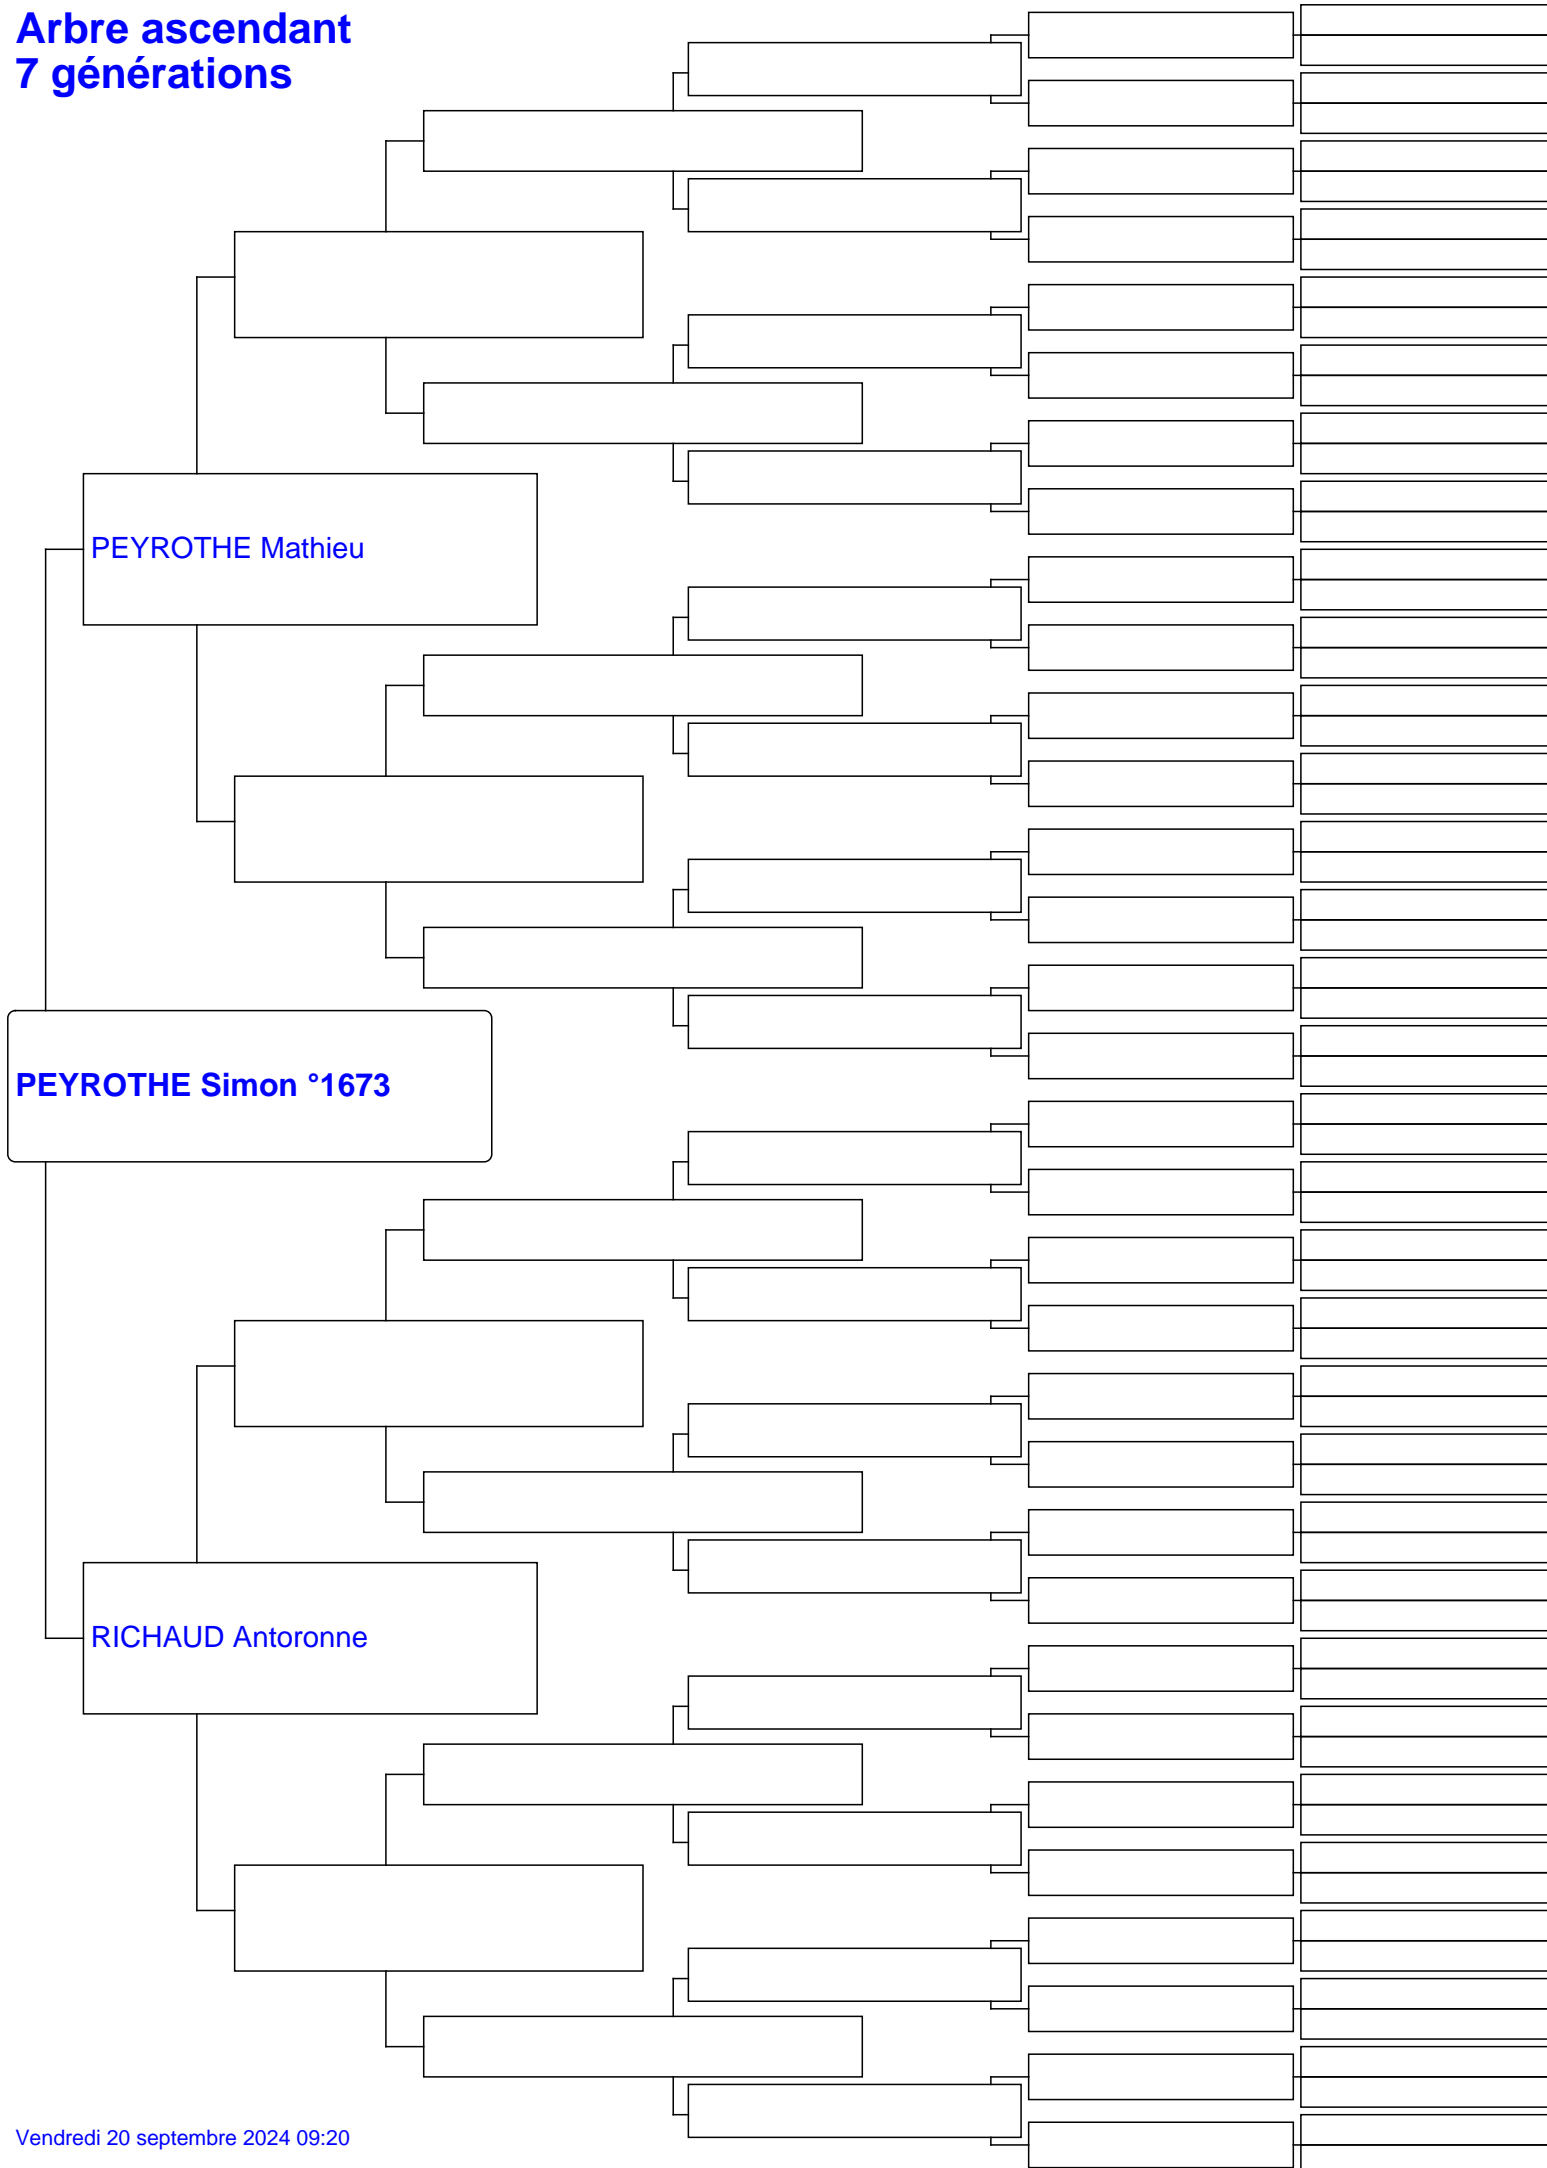 Arbre ascendant
7 générations
PEYROTHE Mathieu
PEYROTHE Simon °1673
RICHAUD Antoronne
Vendredi 20 septembre 2024 09:20